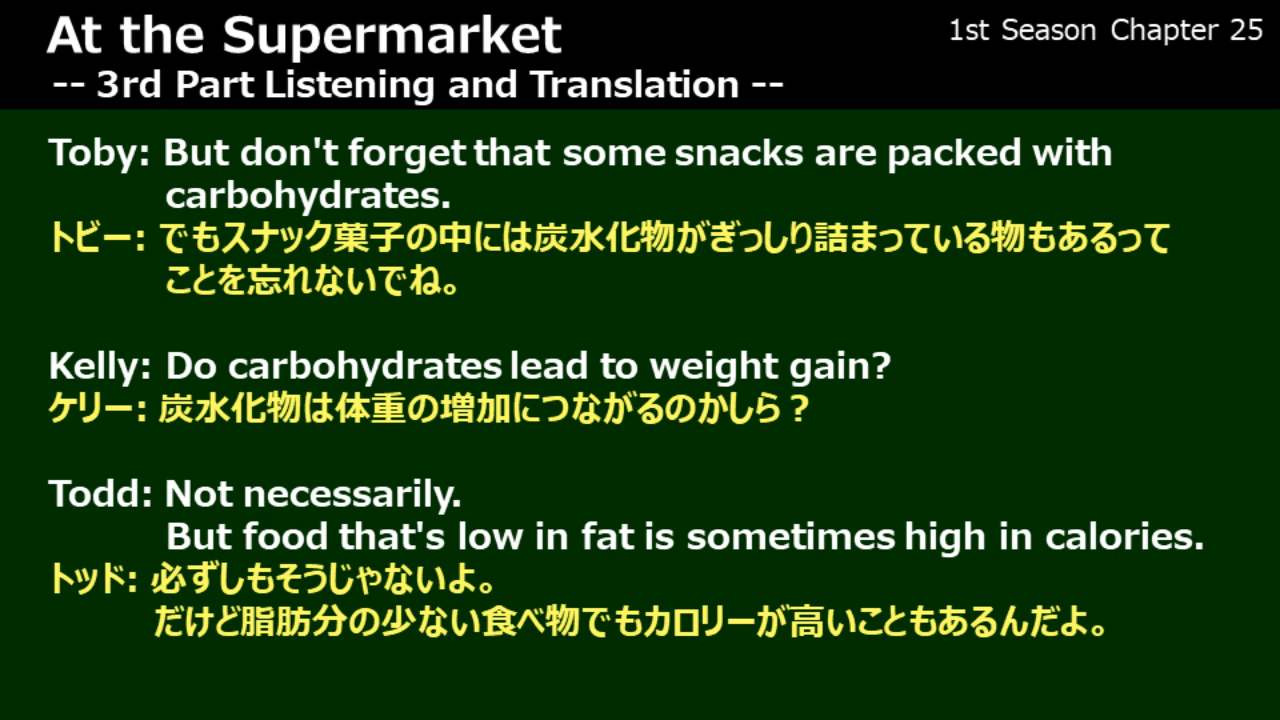 At the Supermarket
1st Season Chapter 25
-- 3rd Part Listening and Translation --
Toby: But don't forget that some snacks are packed with
carbohydrates.
トビー: でもスナック菓子の中には炭水化物がぎっしり詰まっている物もあるって
ことを忘れないでね。
Kelly: Do carbohydrates lead to weight gain?
ケリー: 炭水化物は体重の増加につながるのかしら？
Todd: Not necessarily.
But food that's low in fat is sometimes high in calories.
トッド: 必ずしもそうじゃないよ。
だけど脂肪分の少ない食べ物でもカロリーが高いこともあるんだよ。